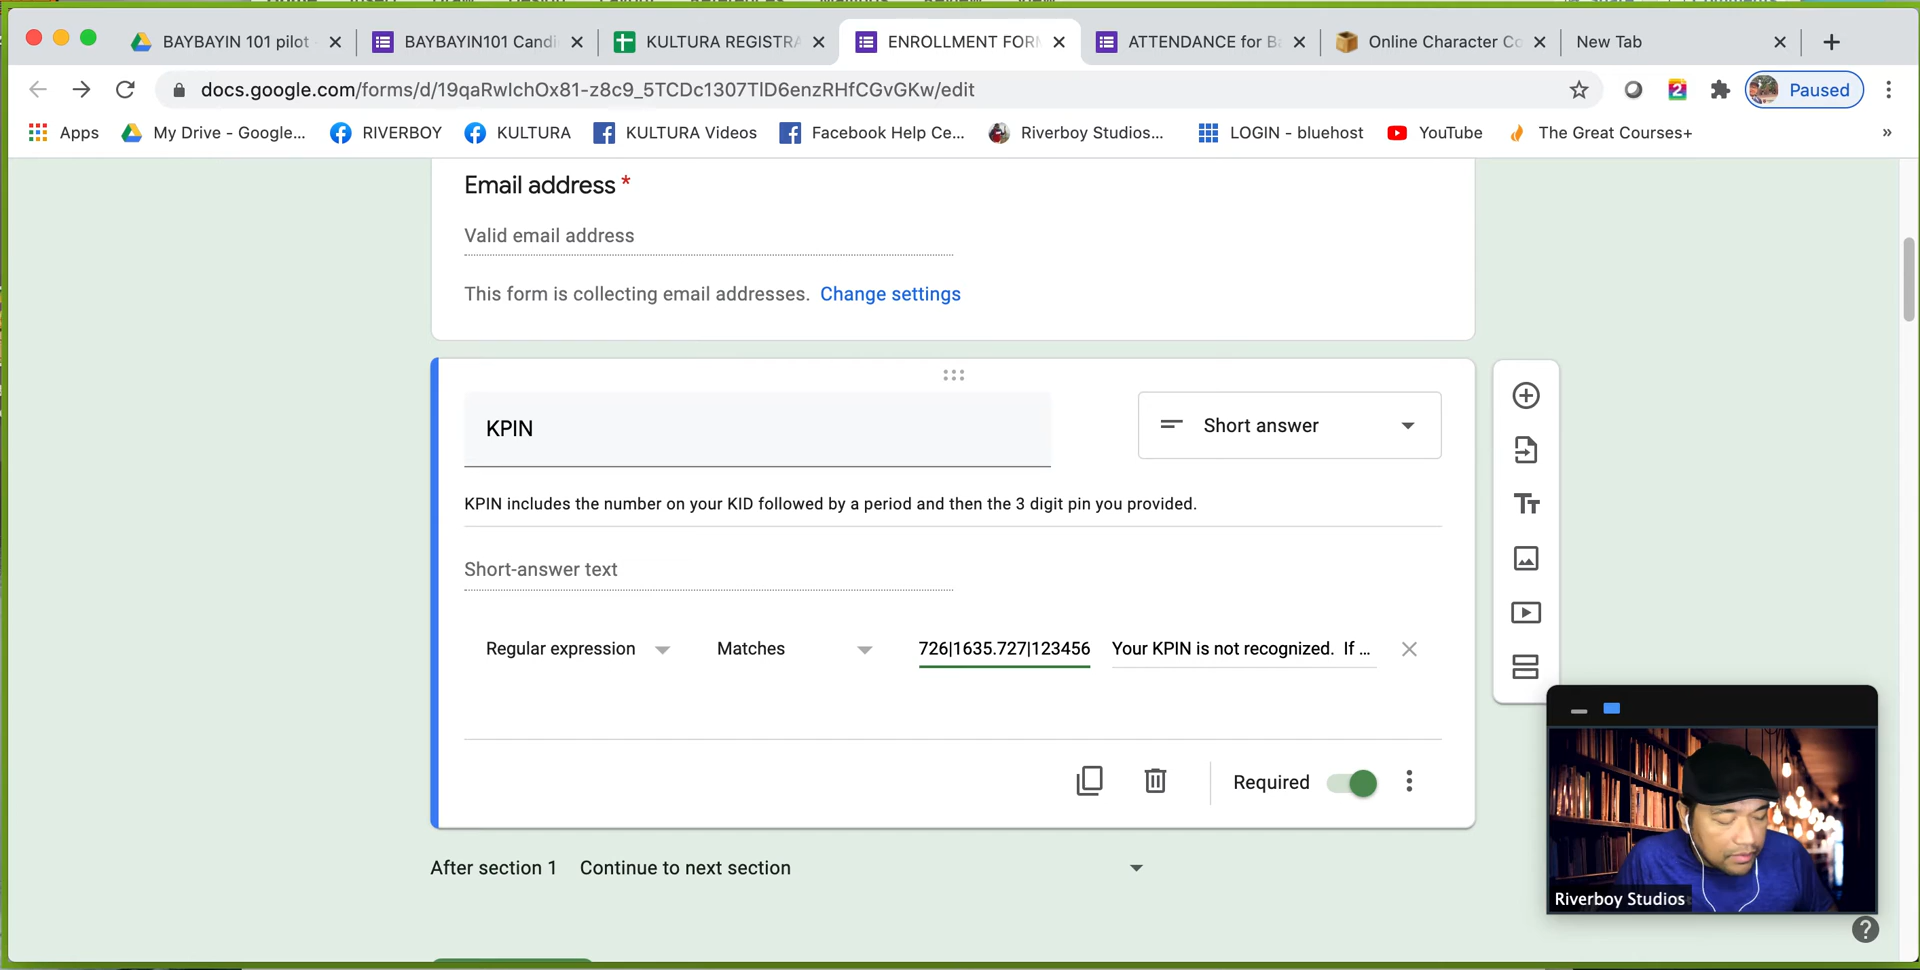 BAYBAYIN 101 pilot
BAYBAYIN101 Candi
KULTURA REGISTRA
ENROLLMENT FOR
ATTENDANCE for Ba
Online Character Co
New Tab
docs.google.com/forms/d/19qaRwlchOx81-z8c9_5TCDc1307TlD6enzRHfCGvGKw/edit
2
Paused
Apps
My Drive - Google...
RIVERBOY
KULTURA
KULTURA Videos
Facebook Help Ce...
Riverboy Studios...
LOGIN - bluehost
YouTube
The Great Courses+
»
Email address *
Valid email address
This form is collecting email addresses. Change settings
KPIN
Short answer
KPIN includes the number on your KID followed by a period and then the 3 digit pin you provided.
Short-answer text
Regular expression
Matches
726|1635.727|123456
Your KPIN is not recognized. If ...
Required
After section 1 Continue to next section
Riverboy Studios
?